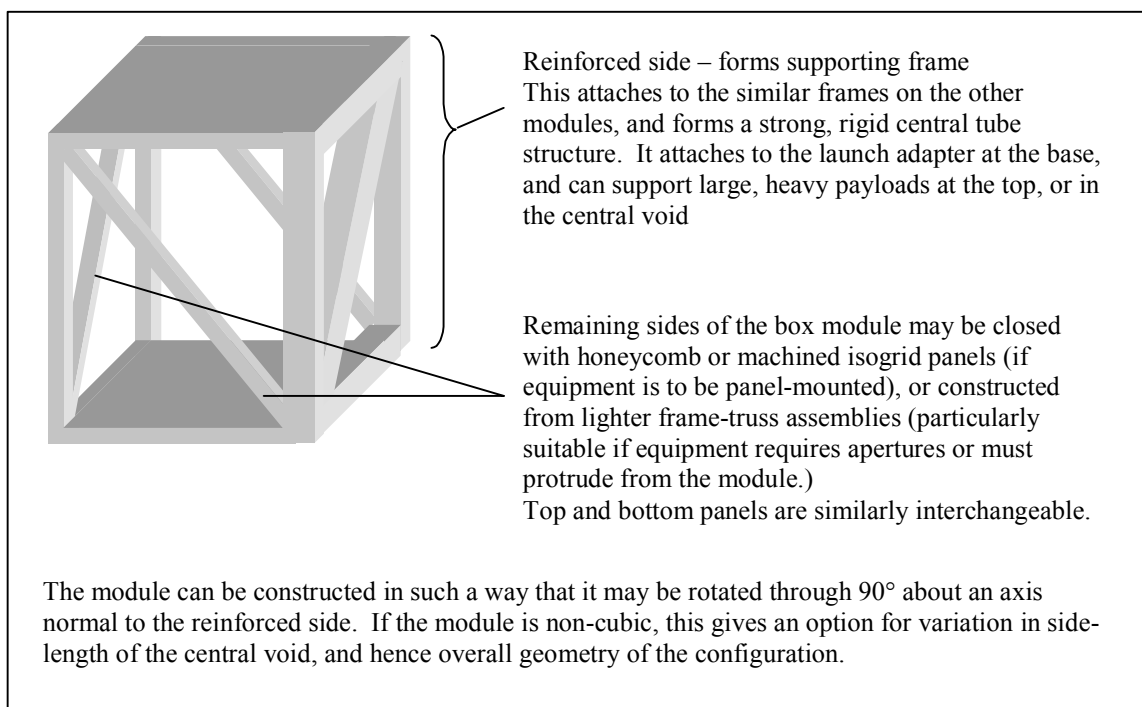 Reinforced side – forms supporting frame
This attaches to the similar frames on the other
modules, and forms a strong, rigid central tube
structure.  It attaches to the launch adapter at the base,
and can support large, heavy payloads at the top, or in
the central void
Remaining sides of the box module may be closed
with honeycomb or machined isogrid panels (if
equipment is to be panel-mounted), or constructed
from lighter frame-truss assemblies (particularly
suitable if equipment requires apertures or must
protrude from the module.)
Top and bottom panels are similarly interchangeable.
The module can be constructed in such a way that it may be rotated through 90° about an axis
normal to the reinforced side.  If the module is non-cubic, this gives an option for variation in side-
length of the central void, and hence overall geometry of the configuration.